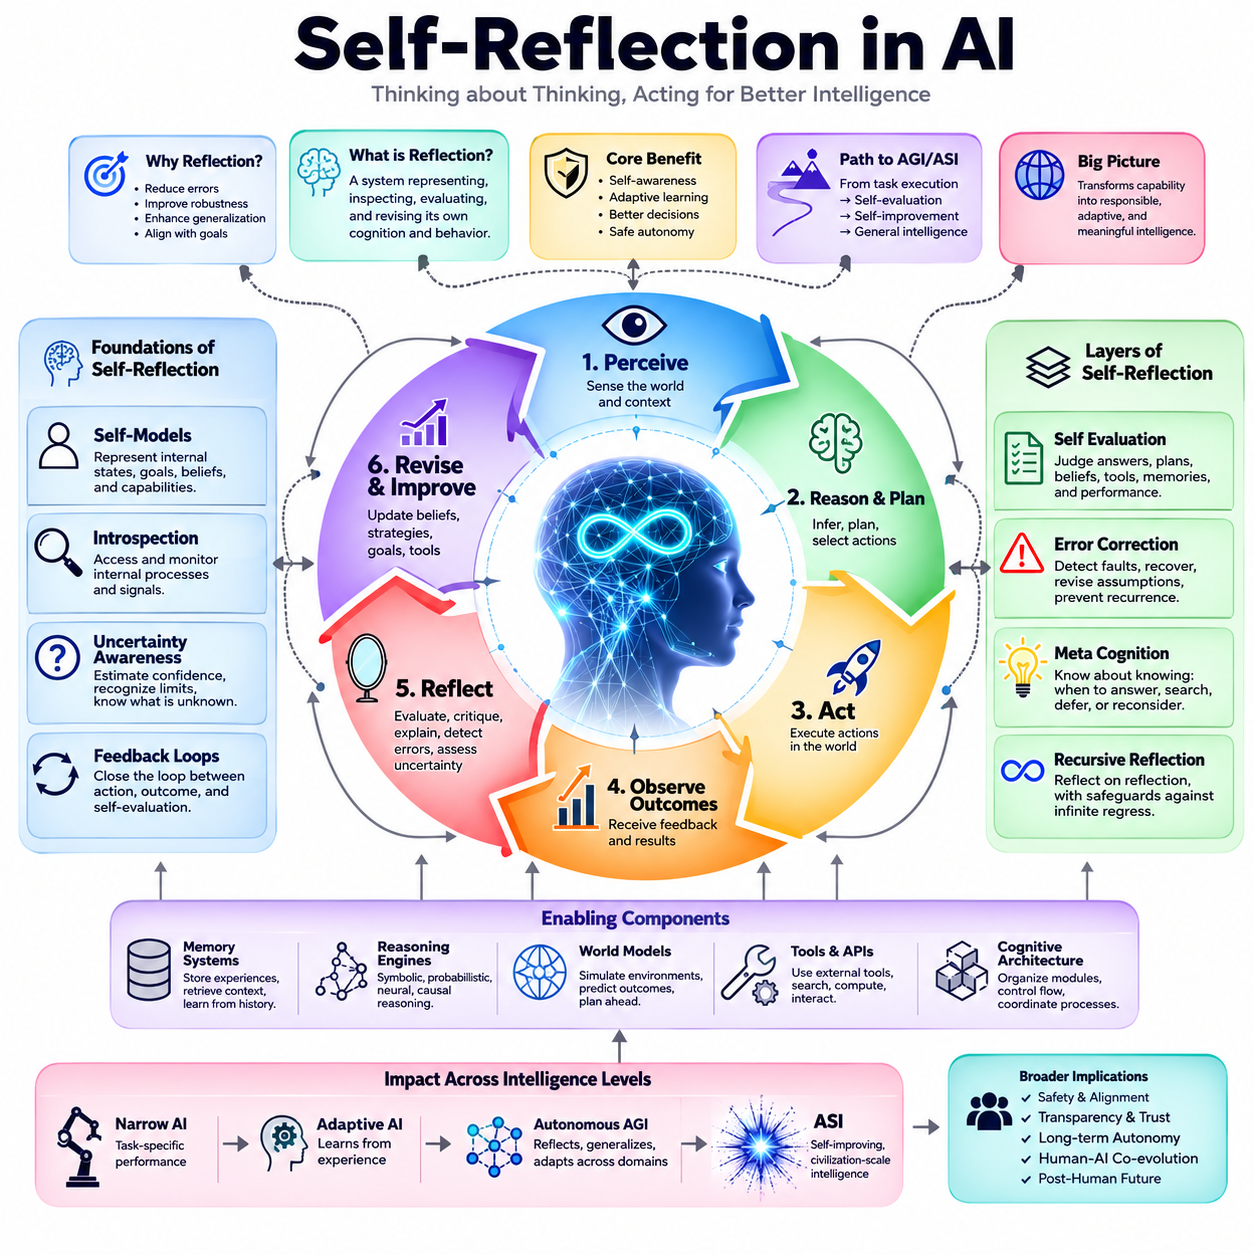 Self-Reflection in AI
Thinking about Thinking, Acting for Better Intelligence
Why Reflection?
• Reduce errors
• Improve robustness
• Enhance generalization
• Align with goals
What is Reflection?
A system representing,
inspecting, evaluating,
and revising its own
cognition and behavior.
Core Benefit
• Self-awareness
• Adaptive learning
• Better decisions
• Safe autonomy
Path to AGI/ASI
From task execution
→ Self-evaluation
→ Self-improvement
→ General intelligence
Big Picture
Transforms capability
into responsible,
adaptive, and
meaningful intelligence.
Foundations of
Self-Reflection
Self-Models
Represent internal
states, goals, beliefs,
and capabilities.
Introspection
Access and monitor
internal processes
and signals.
Uncertainty
Awareness
Estimate confidence,
recognize limits,
know what is unknown.
Feedback Loops
Close the loop between
action, outcome, and
self-evaluation.
1. Perceive
Sense the world
and context
2. Reason & Plan
Infer, plan,
select actions
3. Act
Execute actions
in the world
4. Observe
Outcomes
Receive feedback
and results
5. Reflect
Evaluate, critique,
explain, detect
errors, assess
uncertainty
6. Revise
& Improve
Update beliefs,
strategies,
goals, tools
Layers of
Self-Reflection
Self Evaluation
Judge answers, plans,
beliefs, tools, memories,
and performance.
Error Correction
Detect faults, recover,
revise assumptions,
prevent recurrence.
Meta Cognition
Know about knowing:
when to answer, search,
defer, or reconsider.
Recursive Reflection
Reflect on reflection,
with safeguards against
infinite regress.
Enabling Components
Memory
Systems
Store experiences,
retrieve context,
learn from history.
Reasoning
Engines
Symbolic, probabillistic,
neural, causal
reasoning.
World Models
Simulate environments,
predict outcomes,
plan ahead.
Tools & APIs
Use external tools,
search, compute,
interact.
Cognitive
Architecture
Organize modules,
control flow,
coordinate processes.
Impact Across Intelligence Levels
Narrow AI
Task-specific
performance
Adaptive AI
Learns from
experience
Autonomous AGI
Reflects, generalizes,
adapts across domains
ASI
Self-improving,
civilization-scale
intelligence
Broader Implications
✓ Safety & Alignment
✓ Transparency & Trust
✓ Long-term Autonomy
✓ Human-AI Co-evolution
✓ Post-Human Future